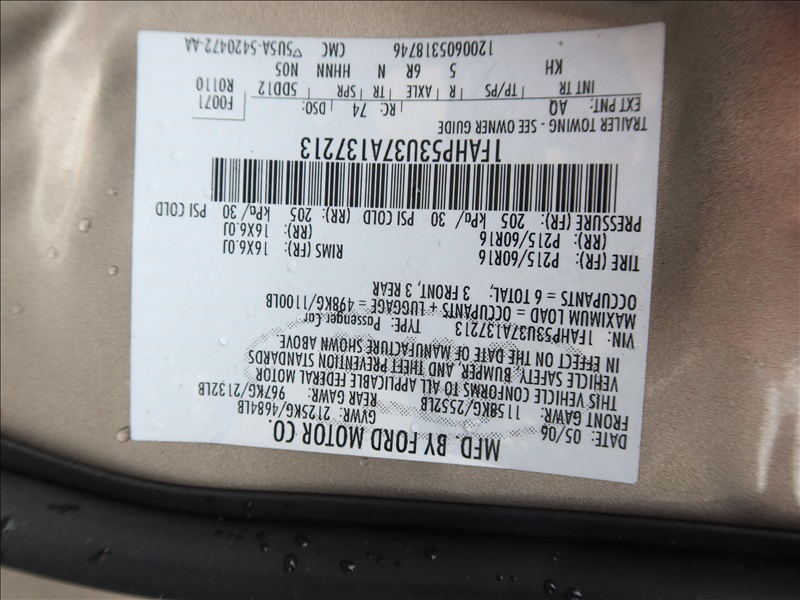 MFD. BY FORD MOTOR CO.
DATE: 05/06 GVWR: 2125KG/4684LB
FRONT GAWR: REAR GAWR:
1158KG/2552LB 967KG/2132LB
THIS VEHICLE CONFORMS TO ALL APPLICABLE FEDERAL MOTOR
VEHICLE SAFETY, BUMPER, AND THEFT PREVENTION STANDARDS
IN EFFECT ON THE DATE OF MANUFACTURE SHOWN ABOVE.
VIN: 1FAHP53U37A137213 TYPE: Passenger Car
MAXIMUM LOAD = OCCUPANTS + LUGGAGE = 498KG/1100LB
OCCUPANTS = 6 TOTAL; 3 FRONT, 3 REAR
TIRE (FR): P215/60R16 RIMS (FR): 16X6.0J
(RR): P215/60R16 (RR): 16X6.0J
PRESSURE (FR): 205 kPa/ 30 PSI COLD (RR): 205 kPa/ 30 PSI COLD
1FAHP53U37A137213
TRAILER TOWING - SEE OWNER GUIDE
EXT PNT: AQ RC: 74 DSO: F0071
R0110
INT TR TP/PS R AXLE TR SPR 5DD12
KH 5 6R N HHNN N05
1200605318746 CMC ▽5USA-5420472-AA